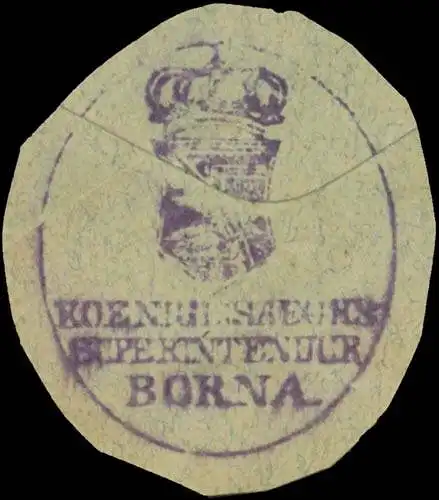 KOENIGL. SAECHS.
SUPERINTENDUR
BORNA